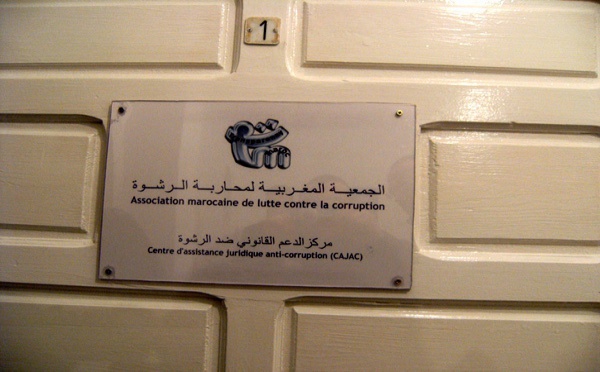 1
الجمعية المغربية لمحاربة الرشوة
Association marocaine de lutte contre la corruption
مركز الدعم القانوني ضد الرشوة
Centre d'assistance juridique anti-corruption (CAJAC)